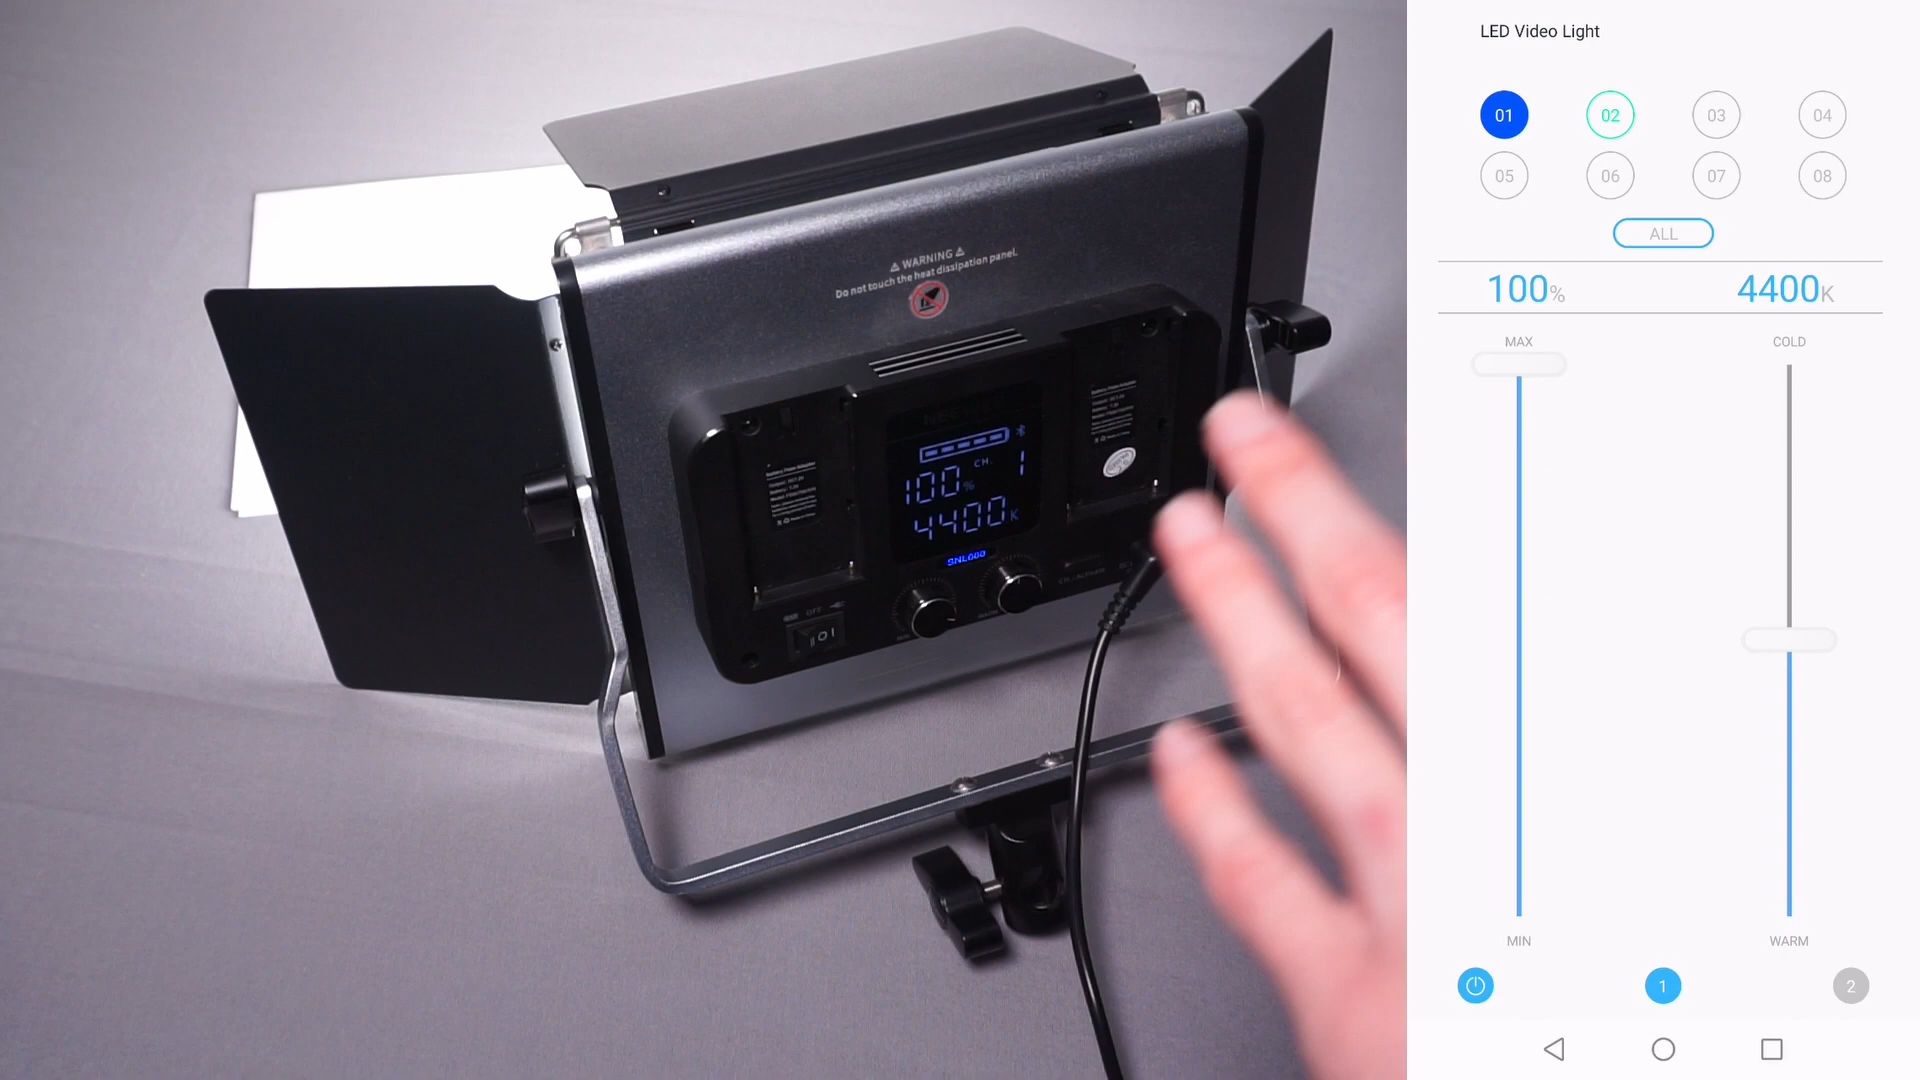 ⚠ WARNING ⚠
Do not touch the heat dissipation panel.
CH. 1
100%
4400K
SNL660
OFF
LED Video Light
01 02 03 04
05 06 07 08
ALL
100% 4400K
MAX COLD
MIN WARM
1 2